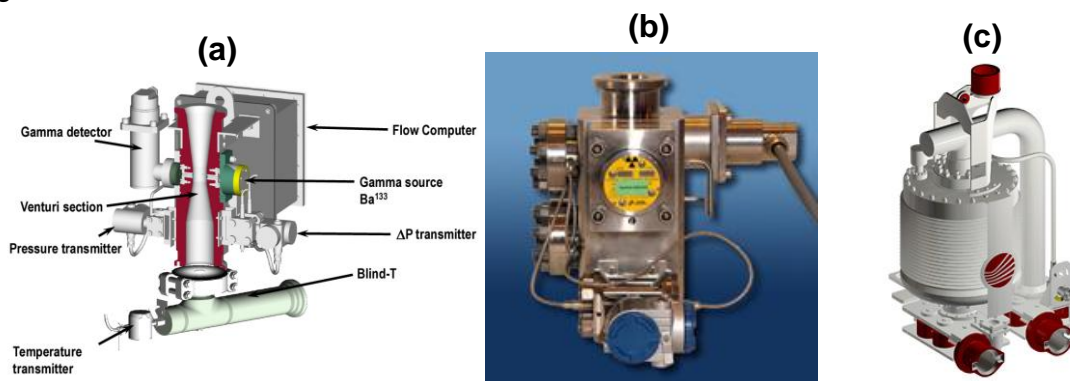 (a)
(b)
(c)
Gamma detector
Flow Computer
Gamma source
Ba133
Venturi section
Pressure transmitter
ΔP transmitter
Blind-T
Temperature
transmitter